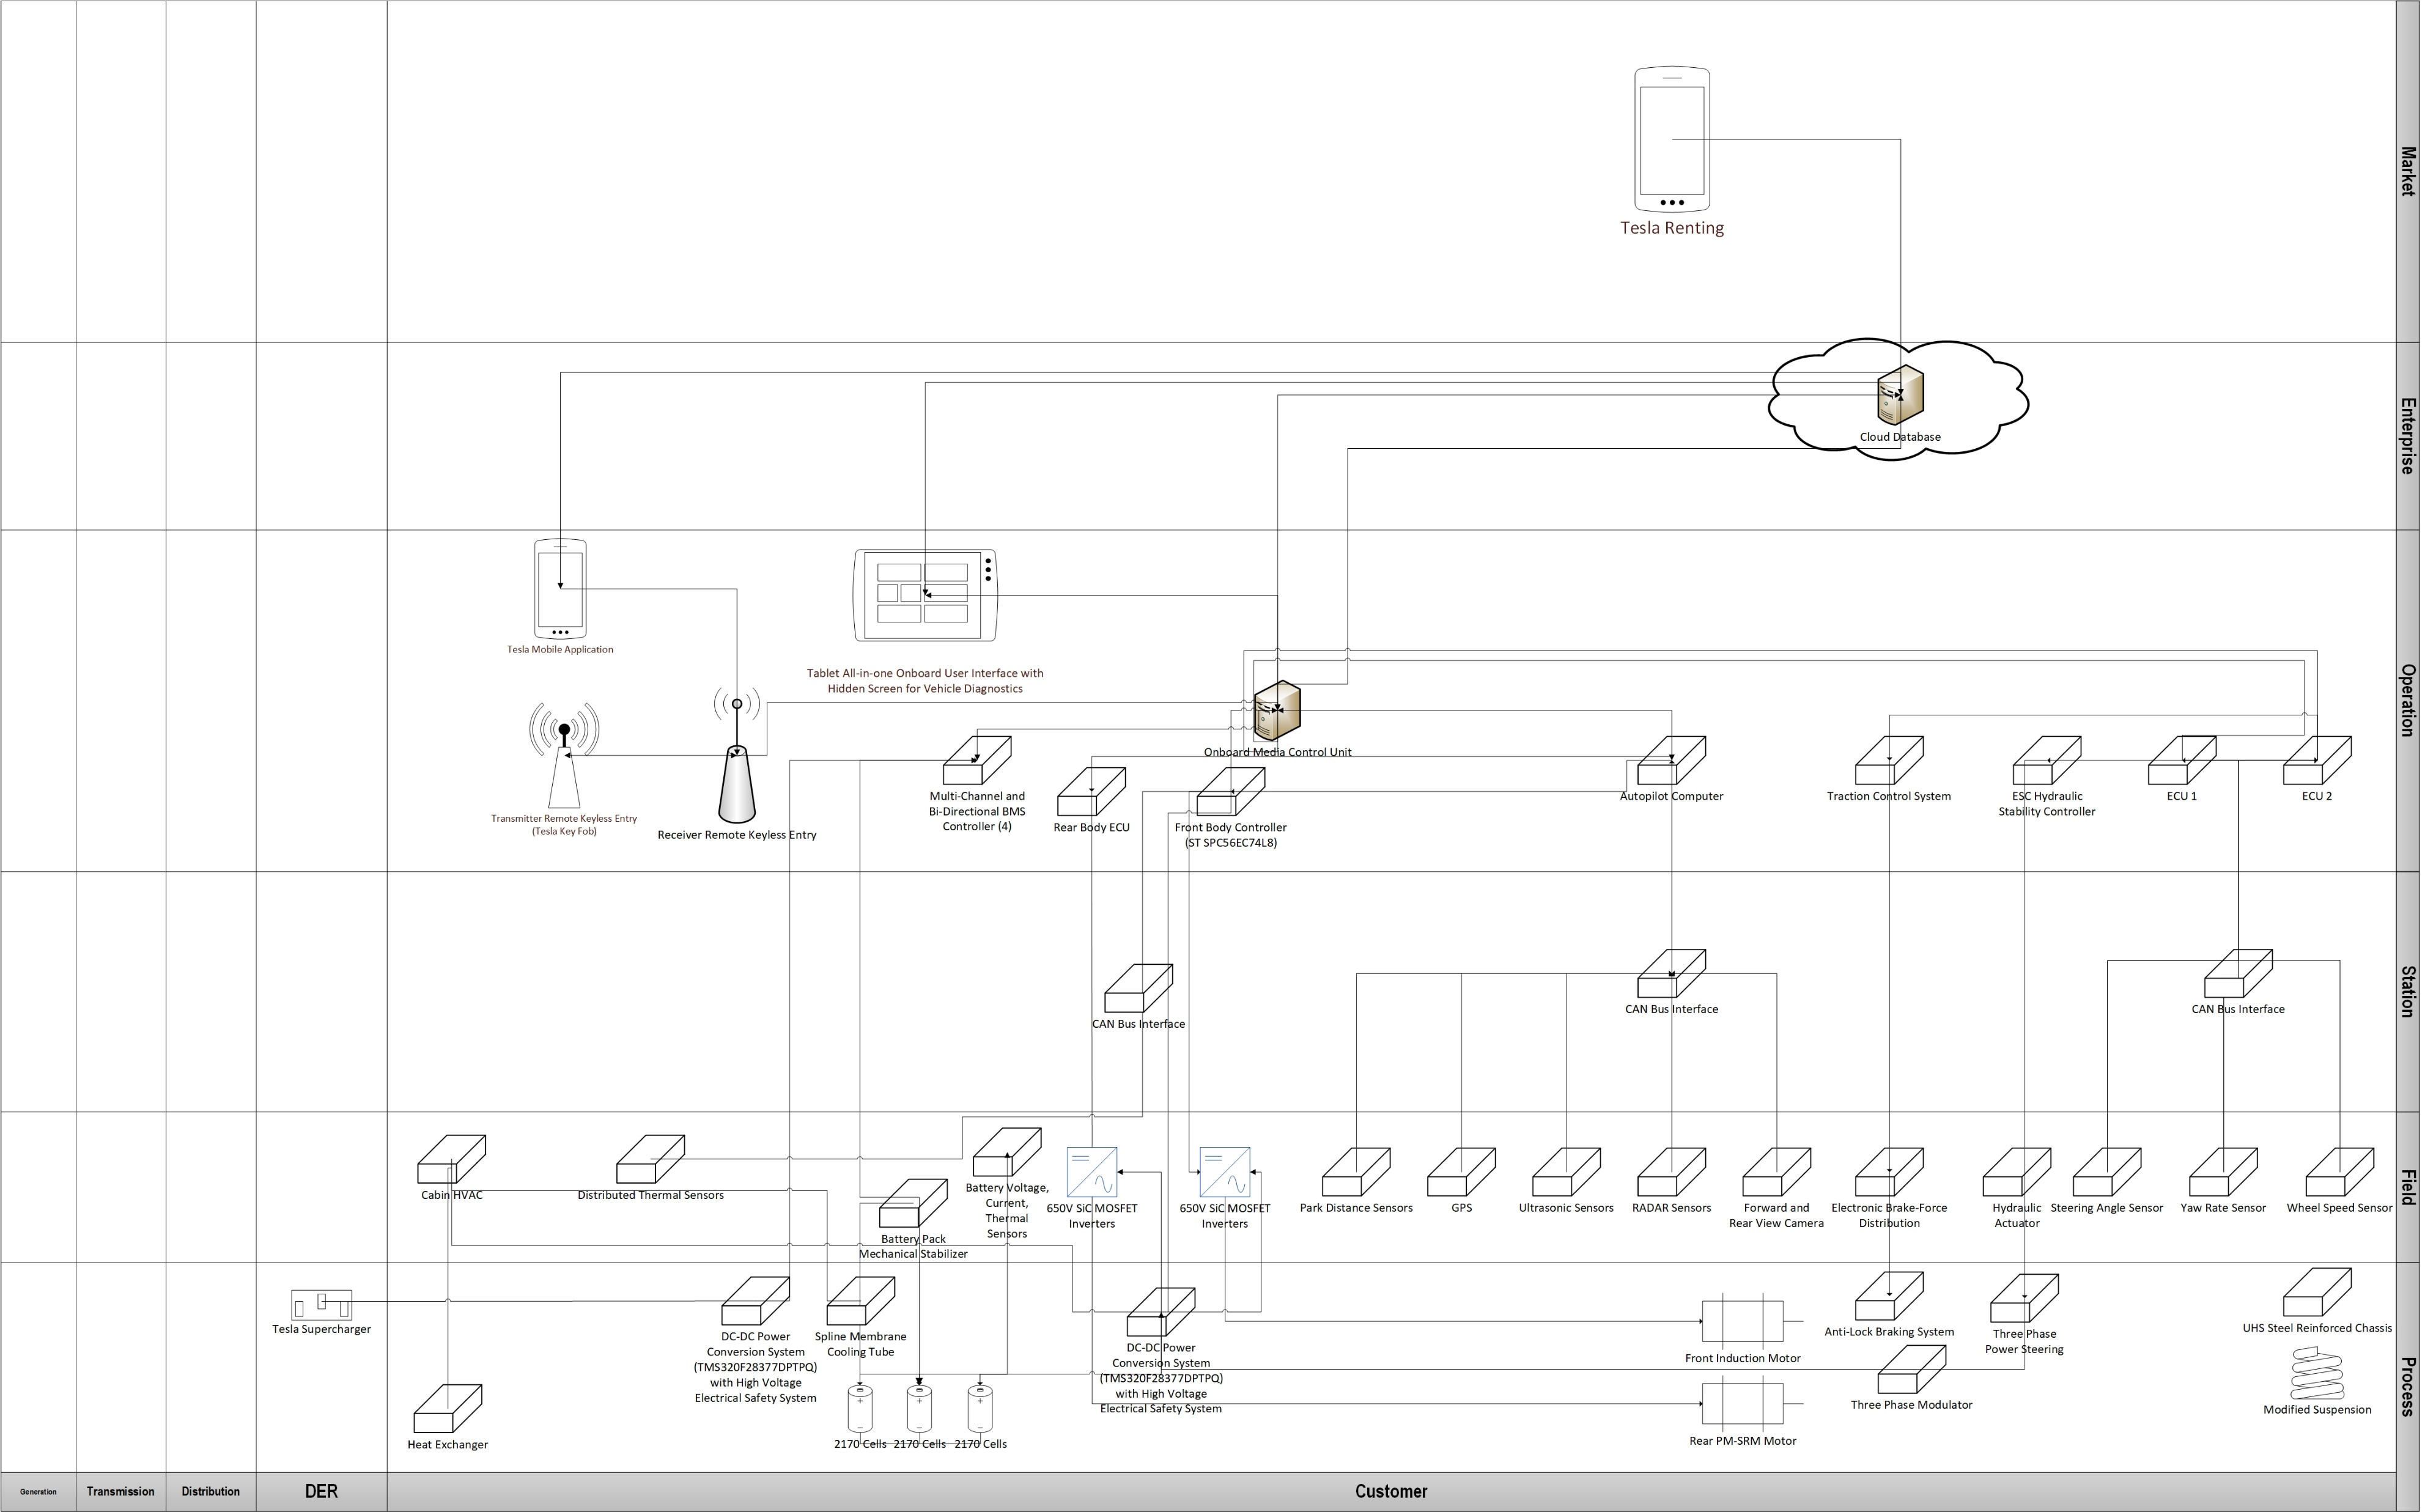 Tesla Renting
Market
Cloud Database
Enterprise
Tesla Mobile Application
Tablet All-in-one Onboard User Interface with
Hidden Screen for Vehicle Diagnostics
Transmitter Remote Keyless Entry
(Tesla Key Fob)
Receiver Remote Keyless Entry
Multi-Channel and
Bi-Directional BMS
Controller (4)
Rear Body ECU
Onboard Media Control Unit
Front Body Controller
(ST SPC56EC74L8)
Autopilot Computer
Traction Control System
ESC Hydraulic
Stability Controller
ECU 1
ECU 2
Operation
CAN Bus Interface
CAN Bus Interface
CAN Bus Interface
Station
Cabin HVAC
Distributed Thermal Sensors
Battery Pack
Mechanical Stabilizer
Battery Voltage,
Current,
Thermal
Sensors
650V SiC MOSFET
Inverters
650V SiC MOSFET
Inverters
Park Distance Sensors
GPS
Ultrasonic Sensors
RADAR Sensors
Forward and
Rear View Camera
Electronic Brake-Force
Distribution
Hydraulic
Actuator
Steering Angle Sensor
Yaw Rate Sensor
Wheel Speed Sensor
Field
Tesla Supercharger
Heat Exchanger
DC-DC Power
Conversion System
(TMS320F28377DPTPQ)
with High Voltage
Electrical Safety System
Spline Membrane
Cooling Tube
2170 Cells
2170 Cells
2170 Cells
DC-DC Power
Conversion System
(TMS320F28377DPTPQ)
with High Voltage
Electrical Safety System
Front Induction Motor
Rear PM-SRM Motor
Anti-Lock Braking System
Three Phase Modulator
Three Phase
Power Steering
UHS Steel Reinforced Chassis
Modified Suspension
Process
Generation
Transmission
Distribution
DER
Customer